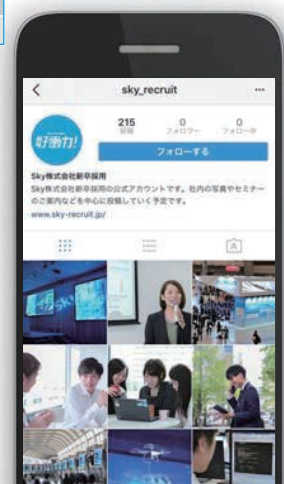 sky_recruit
215 0 0
投稿 フォロワー フォロー中
好働力!
フォローする
Sky株式会社新卒採用
Sky株式会社新卒採用の公式アカウントです。社内の写真やセミナー
のご案内などを中心に投稿していく予定です。
www.sky-recruit.jp/